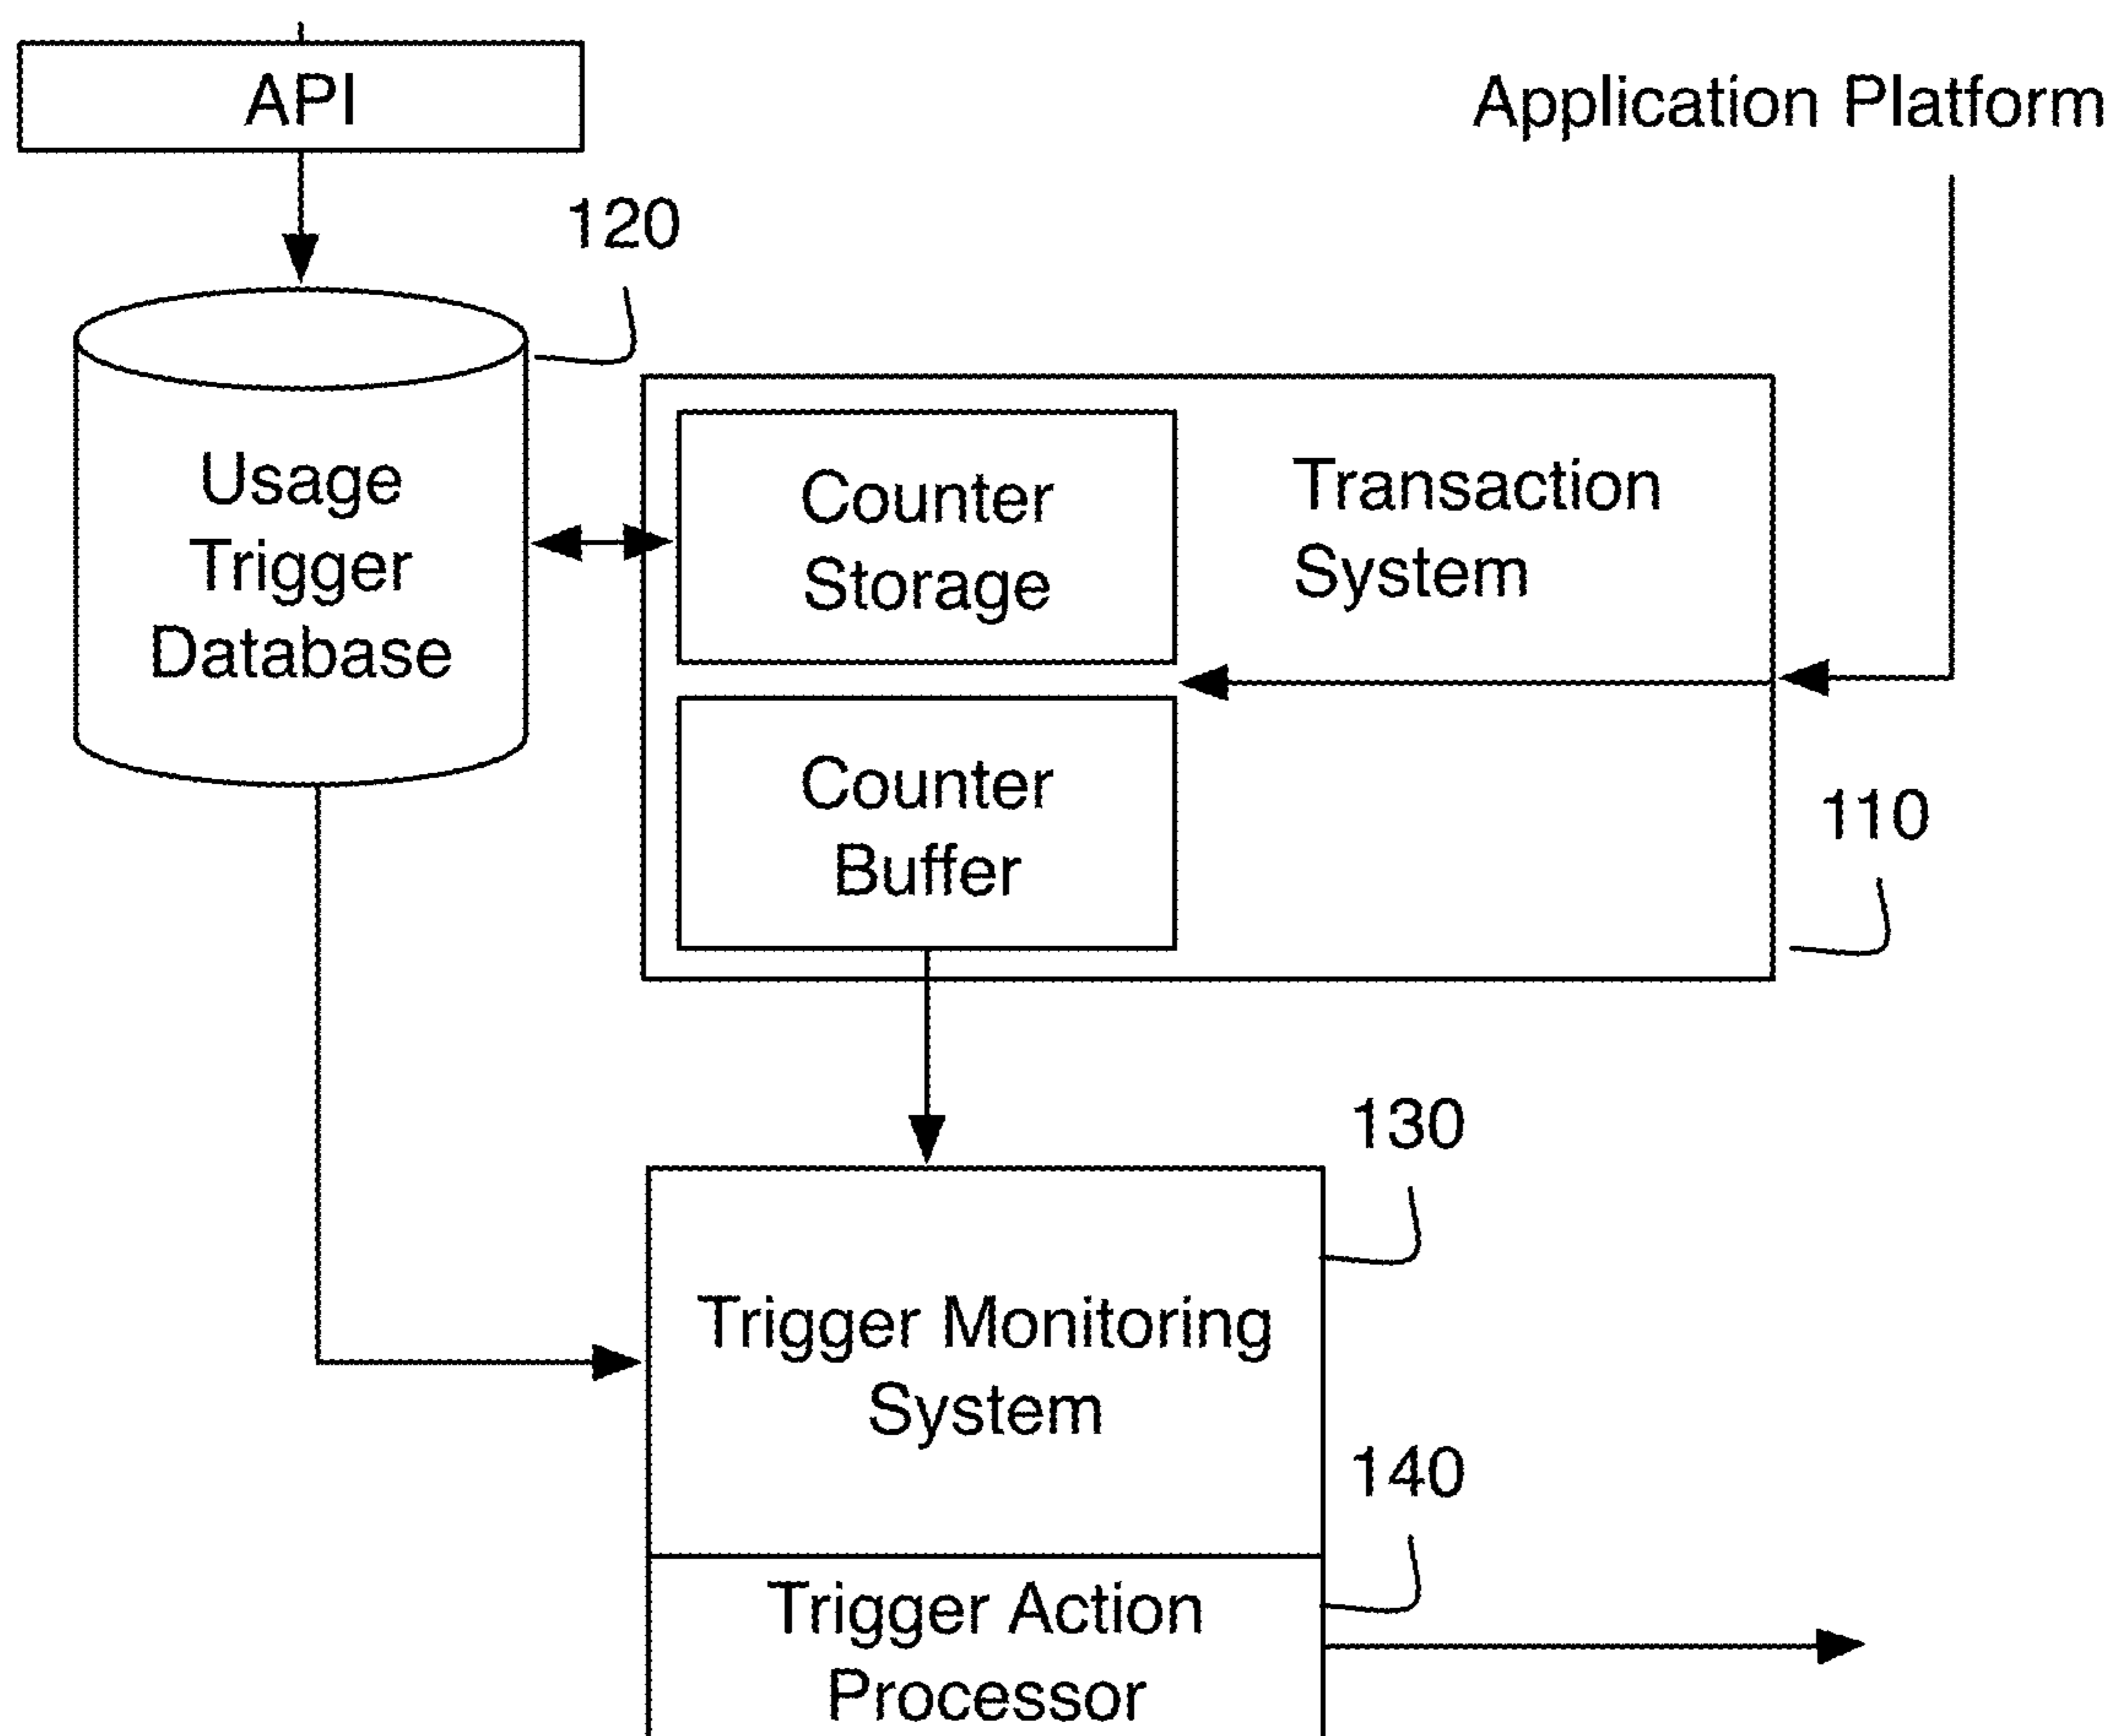 API
Application Platform
120
Usage
Trigger
Database
Counter
Storage
Transaction
System
Counter
Buffer
110
130
Trigger Monitoring
System
140
Trigger Action
Processor